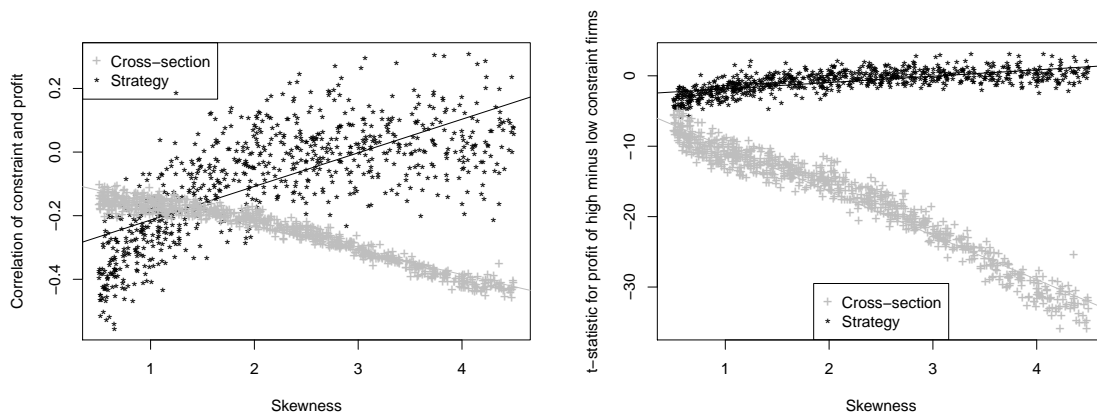 Correlation of constraint and profit
0.2
0.0
−0.2
−0.4
Cross−section
Strategy
1 2 3 4
Skewness
t−statistic for profit of high minus low constraint firms
0
−10
−20
−30
Cross−section
Strategy
1 2 3 4
Skewness